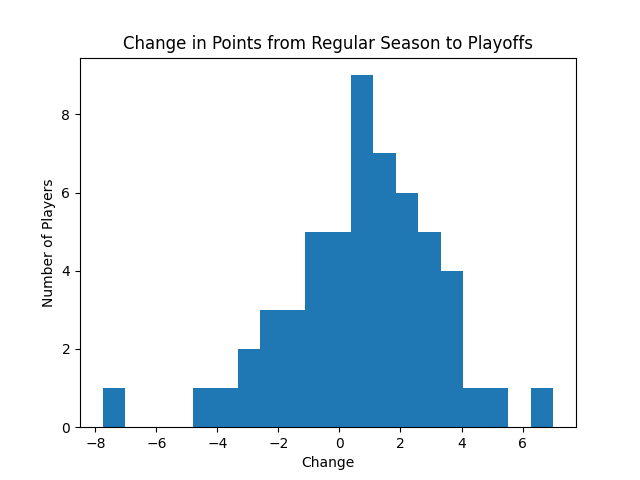 Change in Points from Regular Season to Playoffs
Number of Players
8
6
4
2
0
−8 −6 −4 −2 0 2 4 6
Change